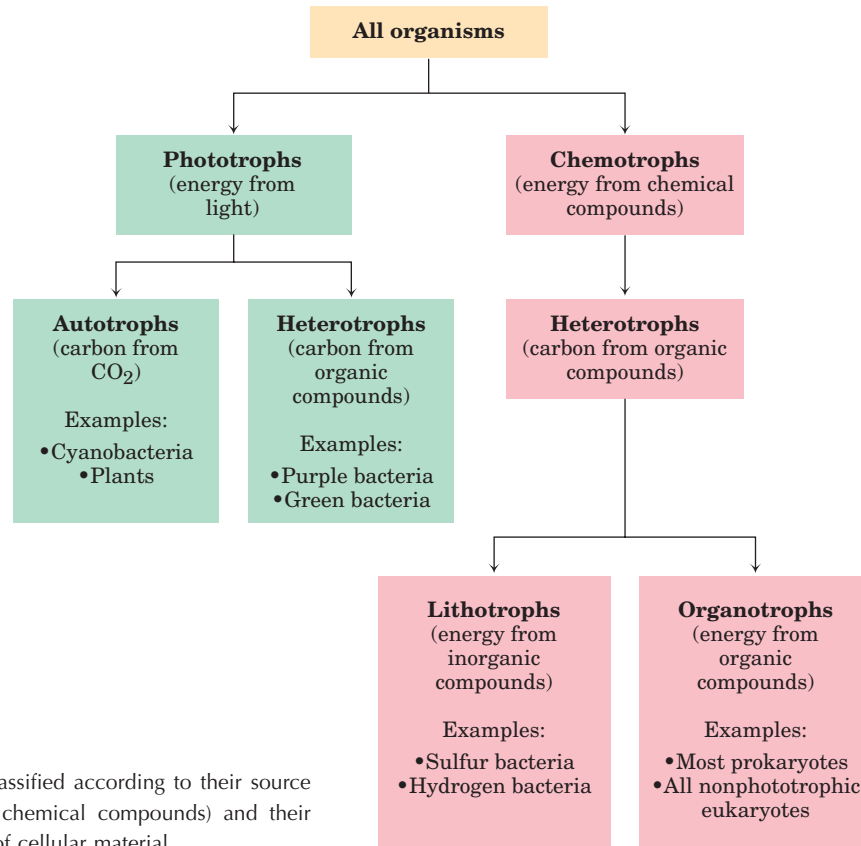 All organisms
Phototrophs
(energy from
light)
Chemotrophs
(energy from chemical
compounds)
Autotrophs
(carbon from
CO2)
Examples:
•Cyanobacteria
•Plants
Heterotrophs
(carbon from
organic
compounds)
Examples:
•Purple bacteria
•Green bacteria
Heterotrophs
(carbon from organic
compounds)
Lithotrophs
(energy from
inorganic
compounds)
Examples:
•Sulfur bacteria
•Hydrogen bacteria
Organotrophs
(energy from
organic
compounds)
Examples:
•Most prokaryotes
•All nonphototrophic
eukaryotes
according to their source
chemical compounds) and their
of cellular material